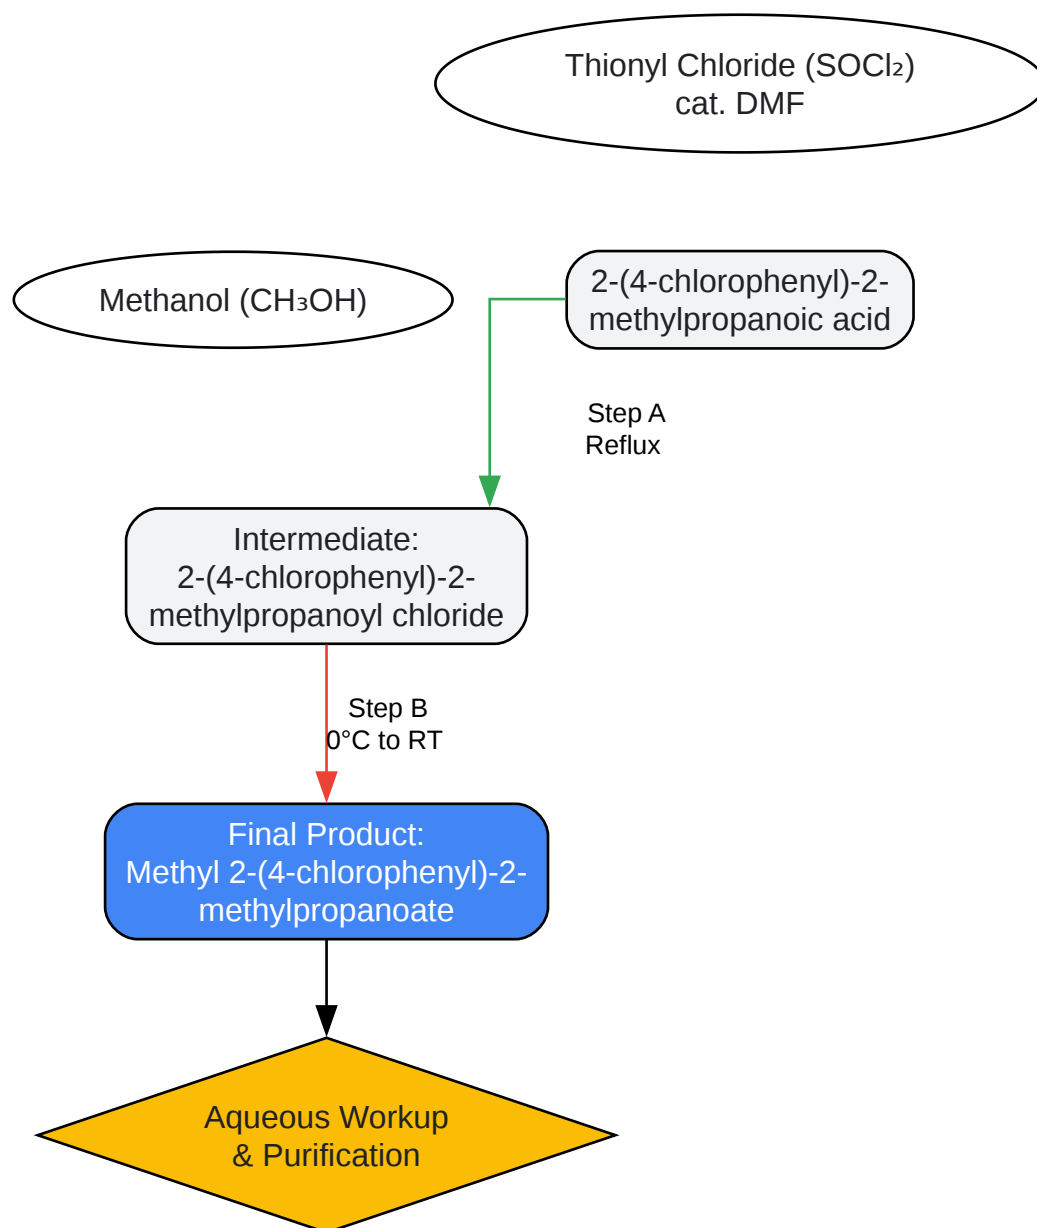 Thionyl Chloride (SOCl₂)
cat. DMF
Methanol (CH₃OH)
2-(4-chlorophenyl)-2-
methylpropanoic acid
Step A
Reflux
Intermediate:
2-(4-chlorophenyl)-2-
methylpropanoyl chloride
Step B
0°C to RT
Final Product:
Methyl 2-(4-chlorophenyl)-2-
methylpropanoate
Aqueous Workup
& Purification